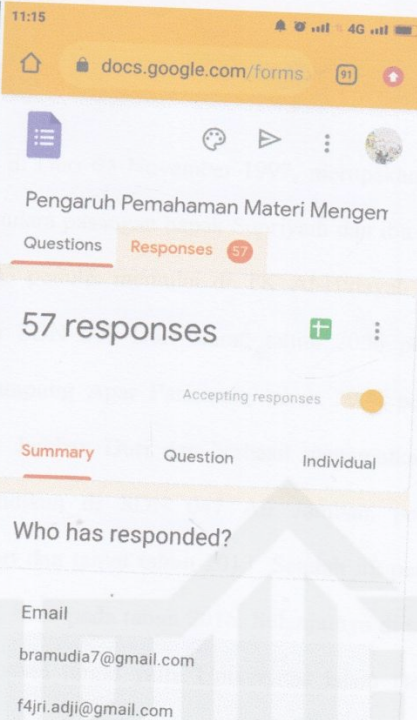 11:15 4G
docs.google.com/forms 91
Pengaruh Pemahaman Materi Mengem
Questions Responses 57
57 responses
Accepting responses
Summary Question Individual
Who has responded?
Email
bramudia7@gmail.com
f4jri.adji@gmail.com